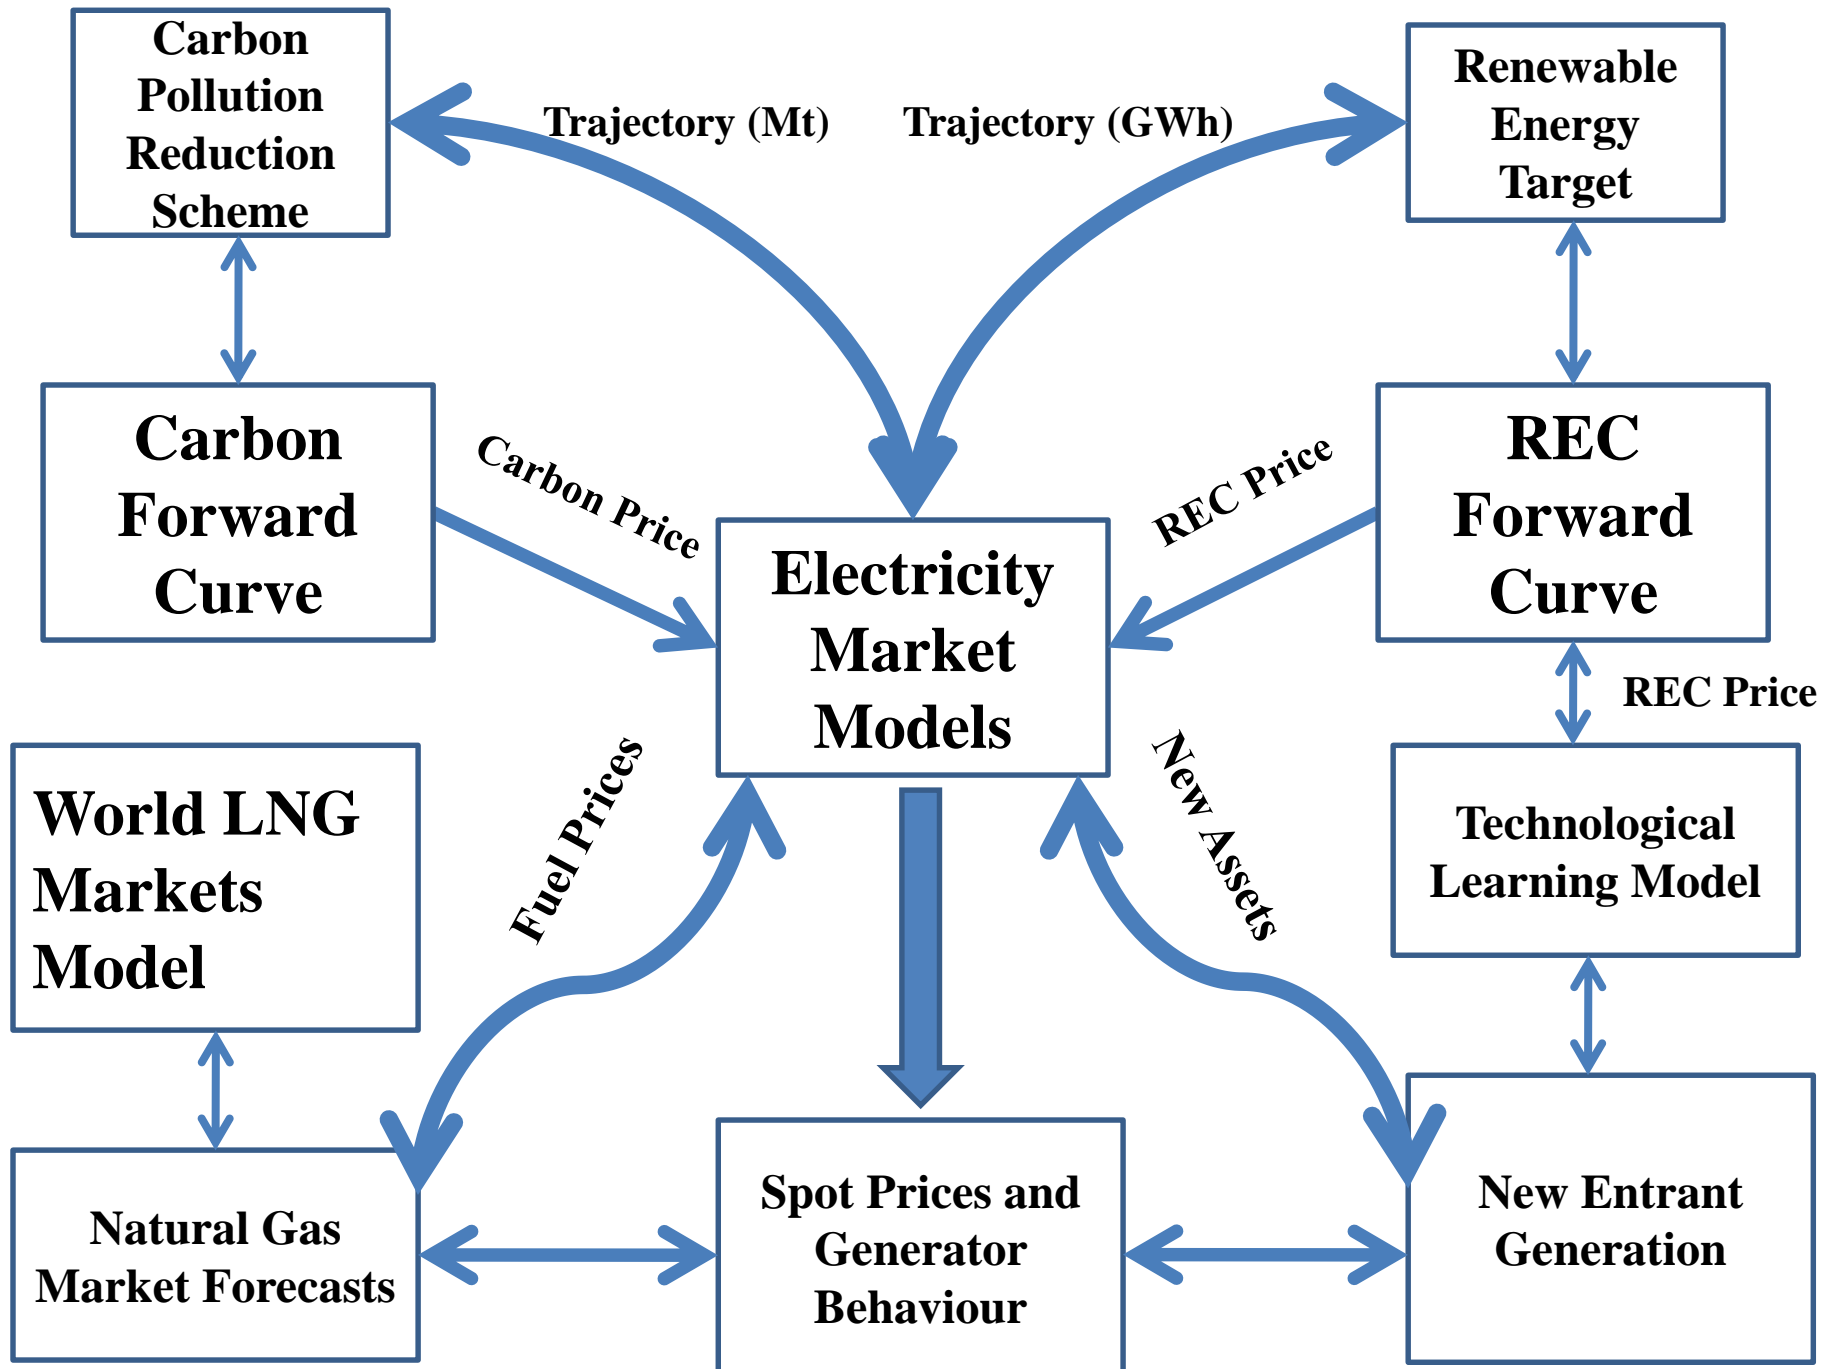 Carbon
Pollution
Reduction
Scheme
Trajectory (Mt)
Trajectory (GWh)
Renewable
Energy
Target
Carbon
Forward
Curve
Carbon Price
Electricity
Market
Models
REC Price
REC
Forward
Curve
REC Price
World LNG
Markets
Model
Fuel Prices
New Assets
Technological
Learning Model
Natural Gas
Market Forecasts
Spot Prices and
Generator
Behaviour
New Entrant
Generation